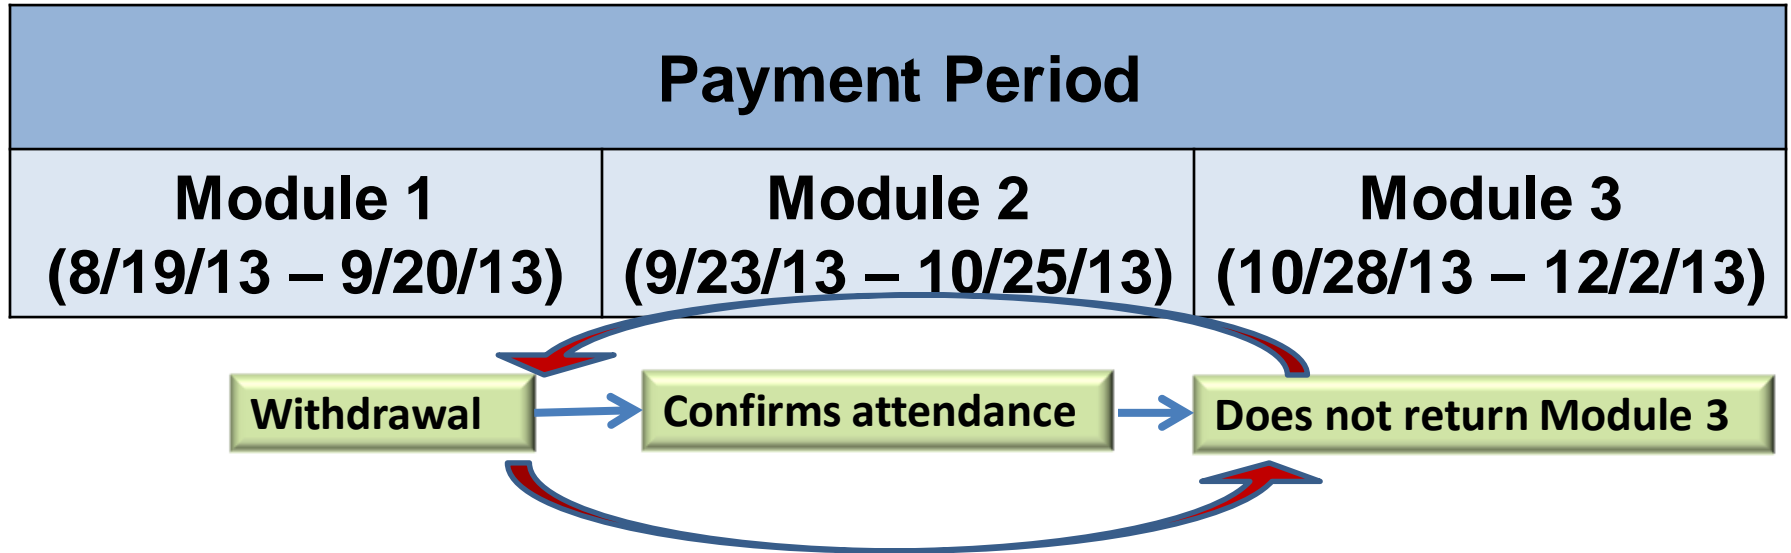 Payment Period
Module 1
(8/19/13 – 9/20/13)
Module 2
(9/23/13 – 10/25/13)
Module 3
(10/28/13 – 12/2/13)
Withdrawal
Confirms attendance
Does not return Module 3